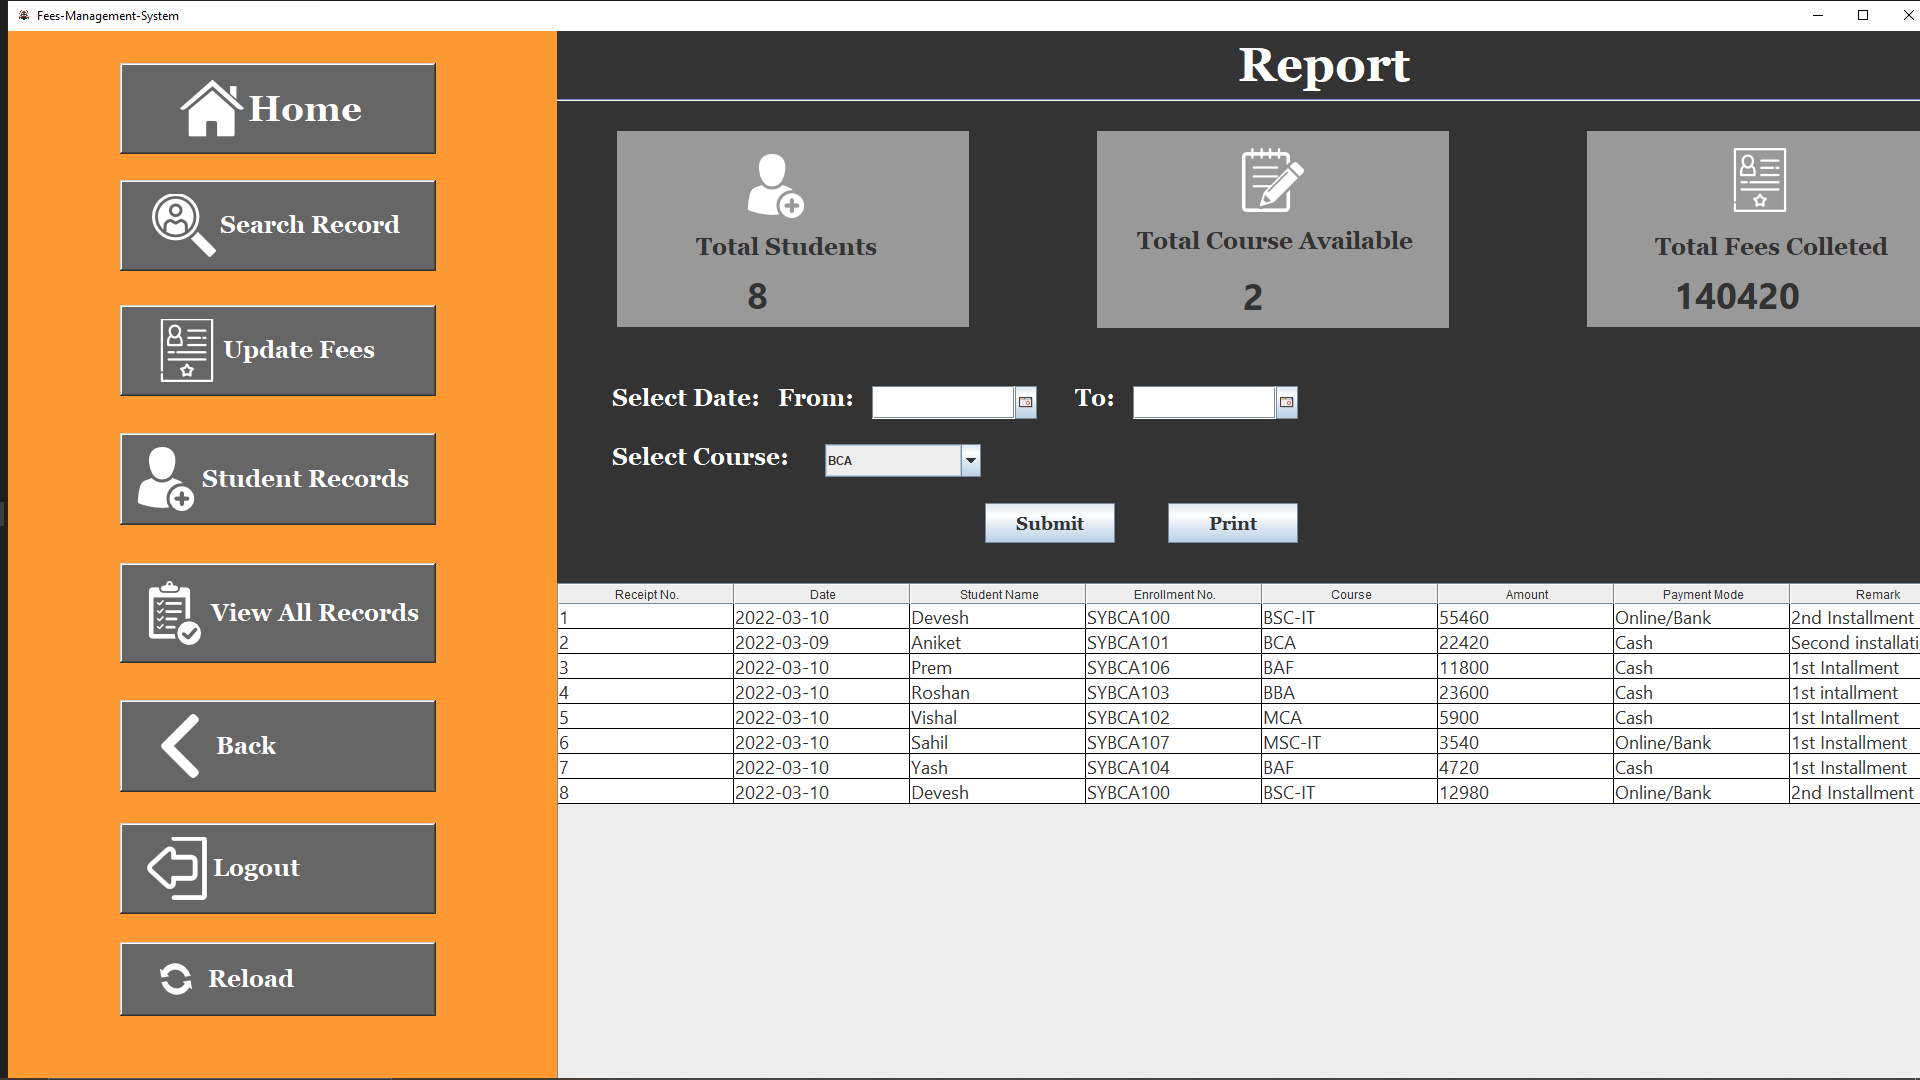 Fees-Management-System
Home
Search Record
Update Fees
Student Records
View All Records
Back
Logout
Reload
Report
Total Students
8
Total Course Available
2
Total Fees Colleted
140420
Select Date: From: To:
Select Course: BCA
Submit Print
Receipt No. Date Student Name Enrollment No. Course Amount Payment Mode Remark
1 2022-03-10 Devesh SYBCA100 BSC-IT 55460 Online/Bank 2nd Installment
2 2022-03-09 Aniket SYBCA101 BCA 22420 Cash Second installati
3 2022-03-10 Prem SYBCA106 BAF 11800 Cash 1st Intallment
4 2022-03-10 Roshan SYBCA103 BBA 23600 Cash 1st intallment
5 2022-03-10 Vishal SYBCA102 MCA 5900 Cash 1st Intallment
6 2022-03-10 Sahil SYBCA107 MSC-IT 3540 Online/Bank 1st Installment
7 2022-03-10 Yash SYBCA104 BAF 4720 Cash 1st Installment
8 2022-03-10 Devesh SYBCA100 BSC-IT 12980 Online/Bank 2nd Installment